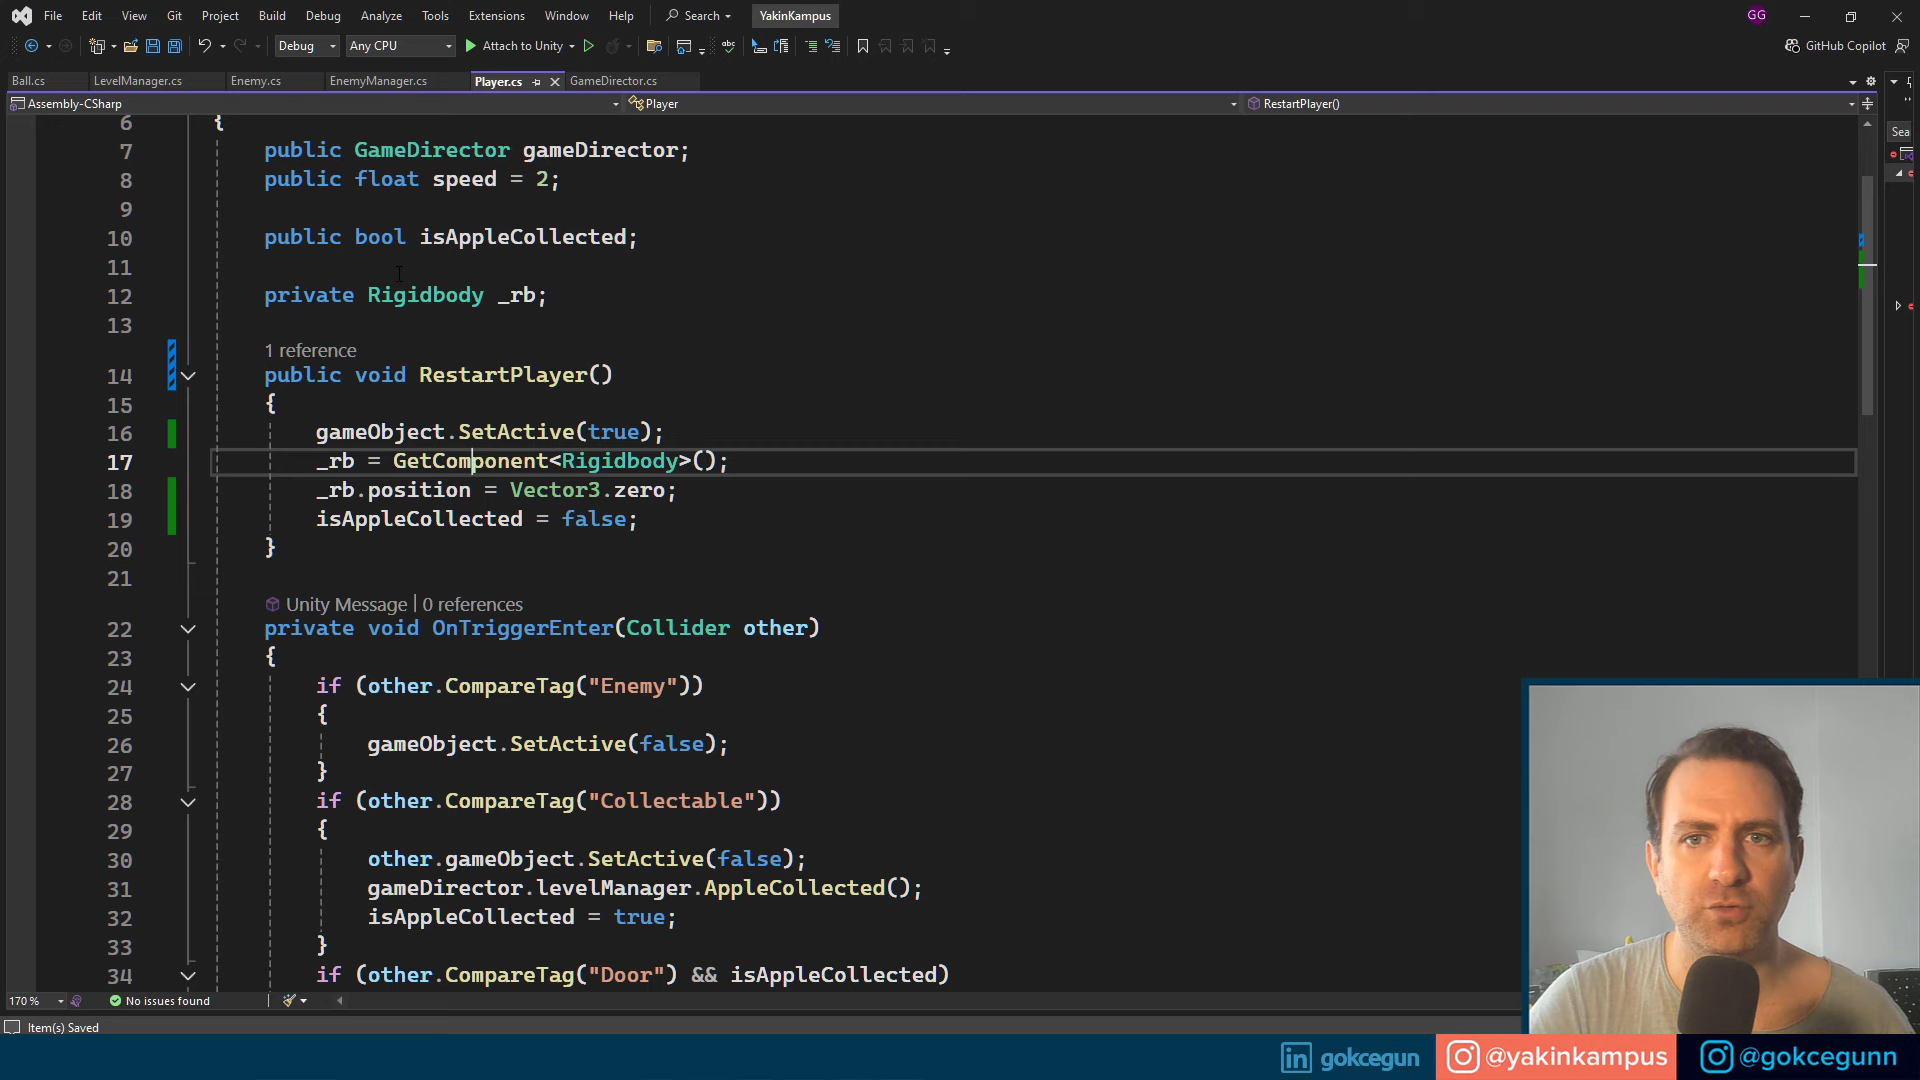 File Edit View Git Project Build Debug Analyze Tools Extensions Window Help Search YakinKampus GG
Debug Any CPU Attach to Unity GitHub Copilot
Ball.cs LevelManager.cs Enemy.cs EnemyManager.cs Player.cs GameDirector.cs
Assembly-CSharp Player RestartPlayer()
Sea
6 {
7 public GameDirector gameDirector;
8 public float speed = 2;
9
10 public bool isAppleCollected;
11
12 private Rigidbody _rb;
13
1 reference
14 public void RestartPlayer()
15 {
16 gameObject.SetActive(true);
17 _rb = GetComponent<Rigidbody>();
18 _rb.position = Vector3.zero;
19 isAppleCollected = false;
20 }
21
Unity Message | 0 references
22 private void OnTriggerEnter(Collider other)
23 {
24 if (other.CompareTag("Enemy"))
25 {
26 gameObject.SetActive(false);
27 }
28 if (other.CompareTag("Collectable"))
29 {
30 other.gameObject.SetActive(false);
31 gameDirector.levelManager.AppleCollected();
32 isAppleCollected = true;
33 }
34 if (other.CompareTag("Door") && isAppleCollected)
170 % No issues found
Item(s) Saved
in gokcegun @yakinkampus @gokcegunn